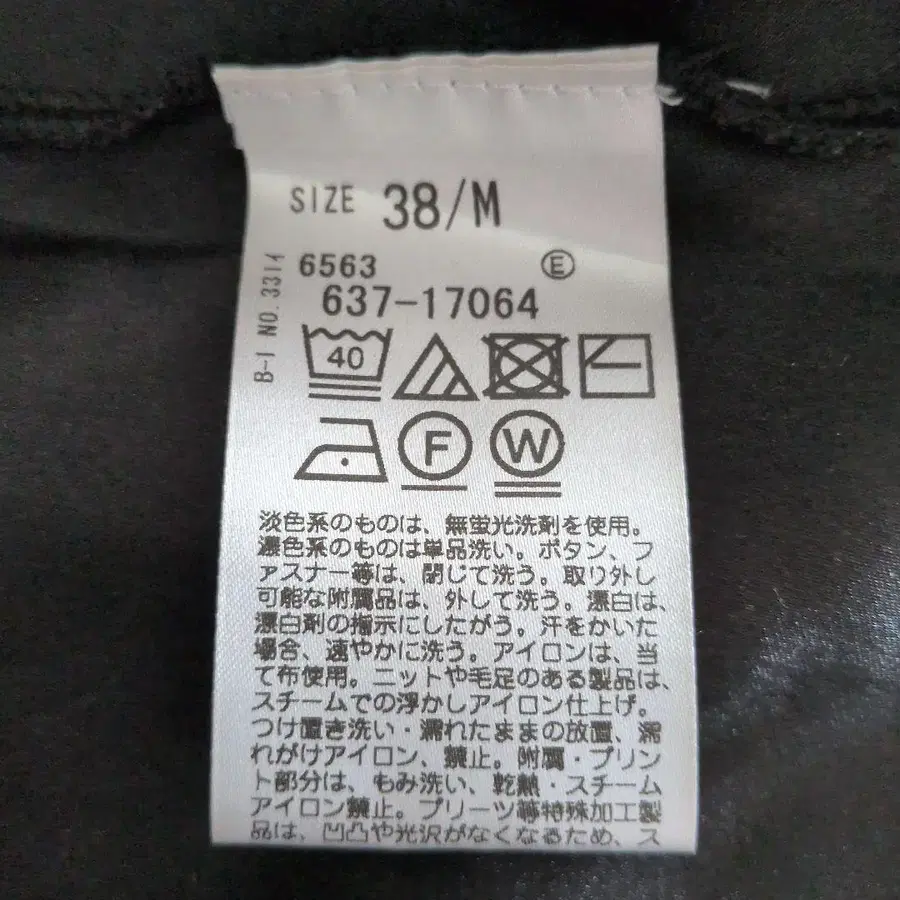 SIZE 38/M
6563 E
637-17064
B-I NO.3314
40
F W
淡色系のものは、無蛍光洗剤を使用。
濃色系のものは単品洗い。ボタン、フ
ァスナー等は、閉じて洗う。取り外し
可能な附属品は、外して洗う。漂白は、
漂白剤の指示にしたがう。汗をかいた
場合、速やかに洗う。アイロンは、当
て布使用。ニットや毛足のある製品は、
スチームでの浮かしアイロン仕上げ。
つけ置き洗い・濡れたままの放置、濡
れがけアイロン、禁止。附属・プリン
ト部分は、もみ洗い、乾熱・スチーム
アイロン禁止。プリーツ等特殊加工製
品は、凹凸や光沢がなくなるため、ス